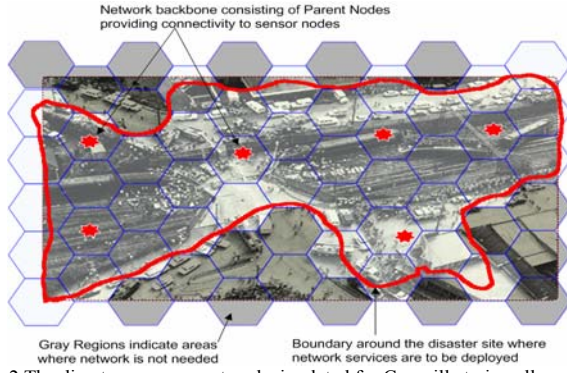 Network backbone consisting of Parent Nodes
providing connectivity to sensor nodes
Gray Regions indicate areas
where network is not needed
Boundary around the disaster site where
network services are to be deployed